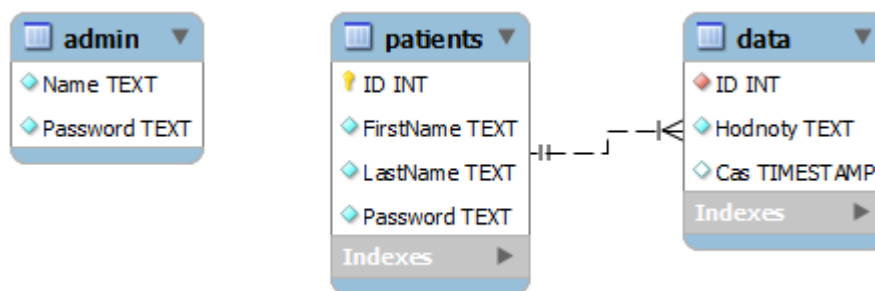 admin
Name TEXT
Password TEXT
patients
ID INT
FirstName TEXT
LastName TEXT
Password TEXT
Indexes
data
ID INT
Hodnoty TEXT
Cas TIMESTAMP
Indexes